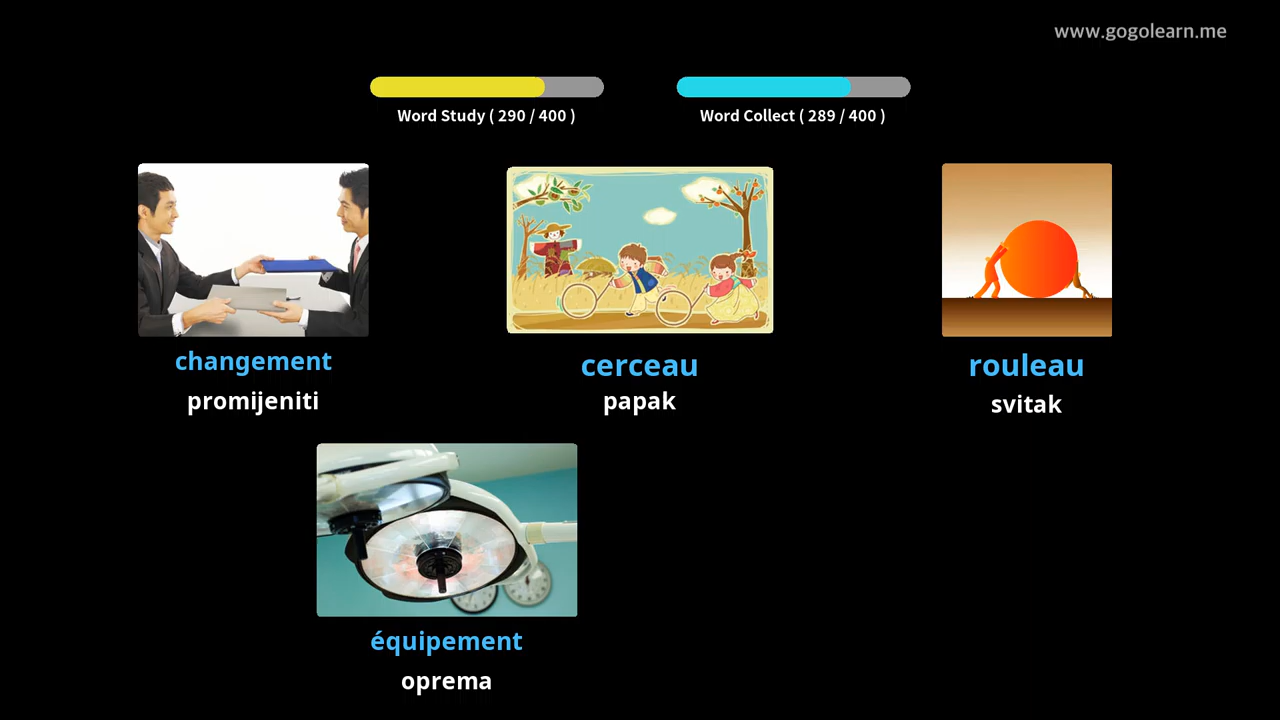 www.gogolearn.me
Word Study ( 290 / 400 )
Word Collect ( 289 / 400 )
changement
promijeniti
cerceau
papak
rouleau
svitak
équipement
oprema